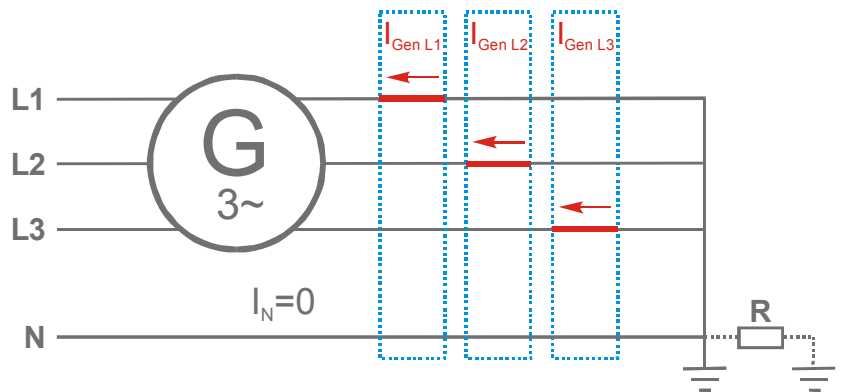 I Gen L1
I Gen L2
I Gen L3
L1
L2
L3
G
3~
I N=0
N
R